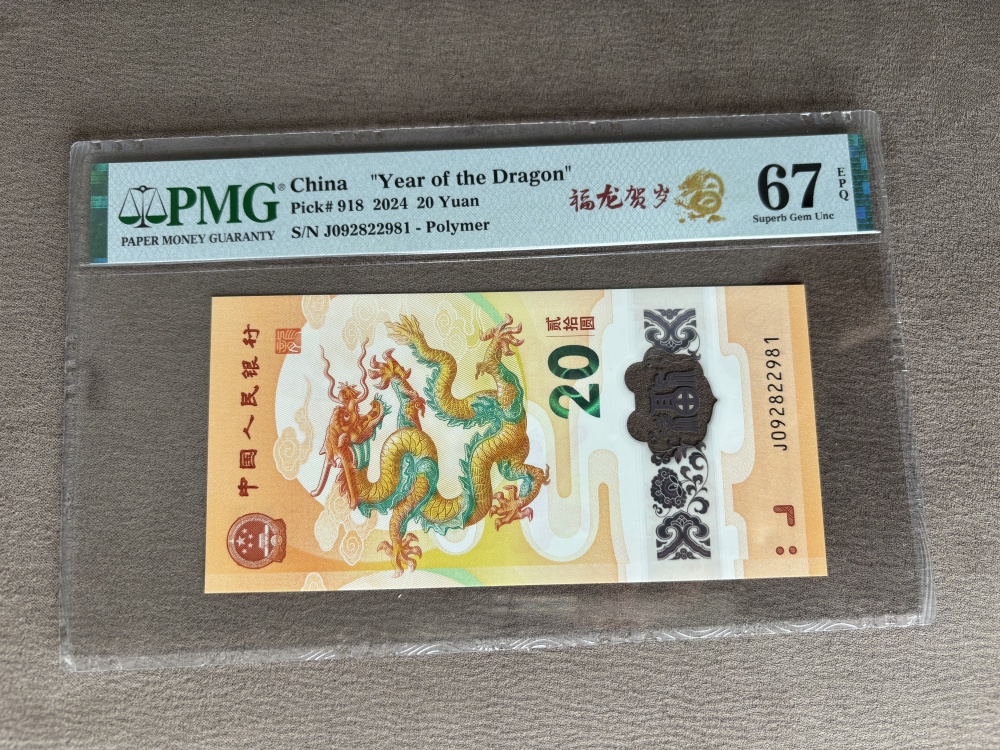 PMG®
PAPER MONEY GUARANTY
China "Year of the Dragon"
Pick# 918 2024 20 Yuan
S/N J092822981 - Polymer
福龙贺岁
67
EPQ
Superb Gem Unc
中国人民银行
贰拾圆
20
福
J092822981